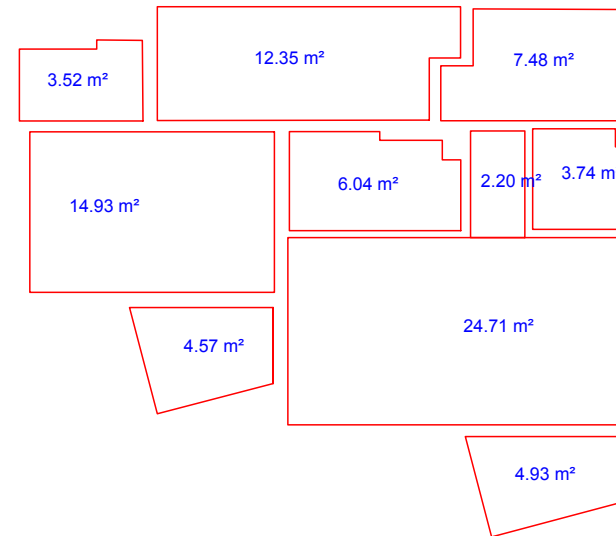 12.35 m²
7.48 m²
3.52 m²
14.93 m²
6.04 m²
2.20 m²
3.74 m
24.71 m²
4.57 m²
4.93 m²